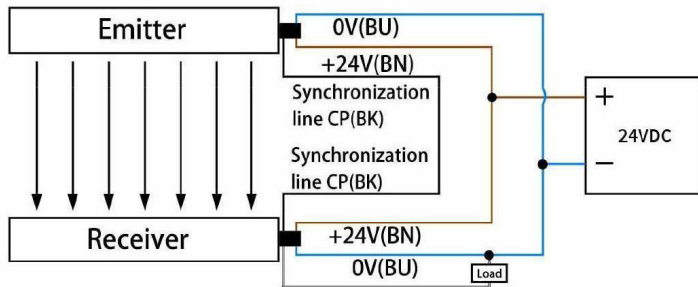 Emitter
0V(BU)
+24V(BN)
Synchronization
line CP(BK)
+
24VDC
−
Synchronization
line CP(BK)
Receiver
+24V(BN)
0V(BU)
Load